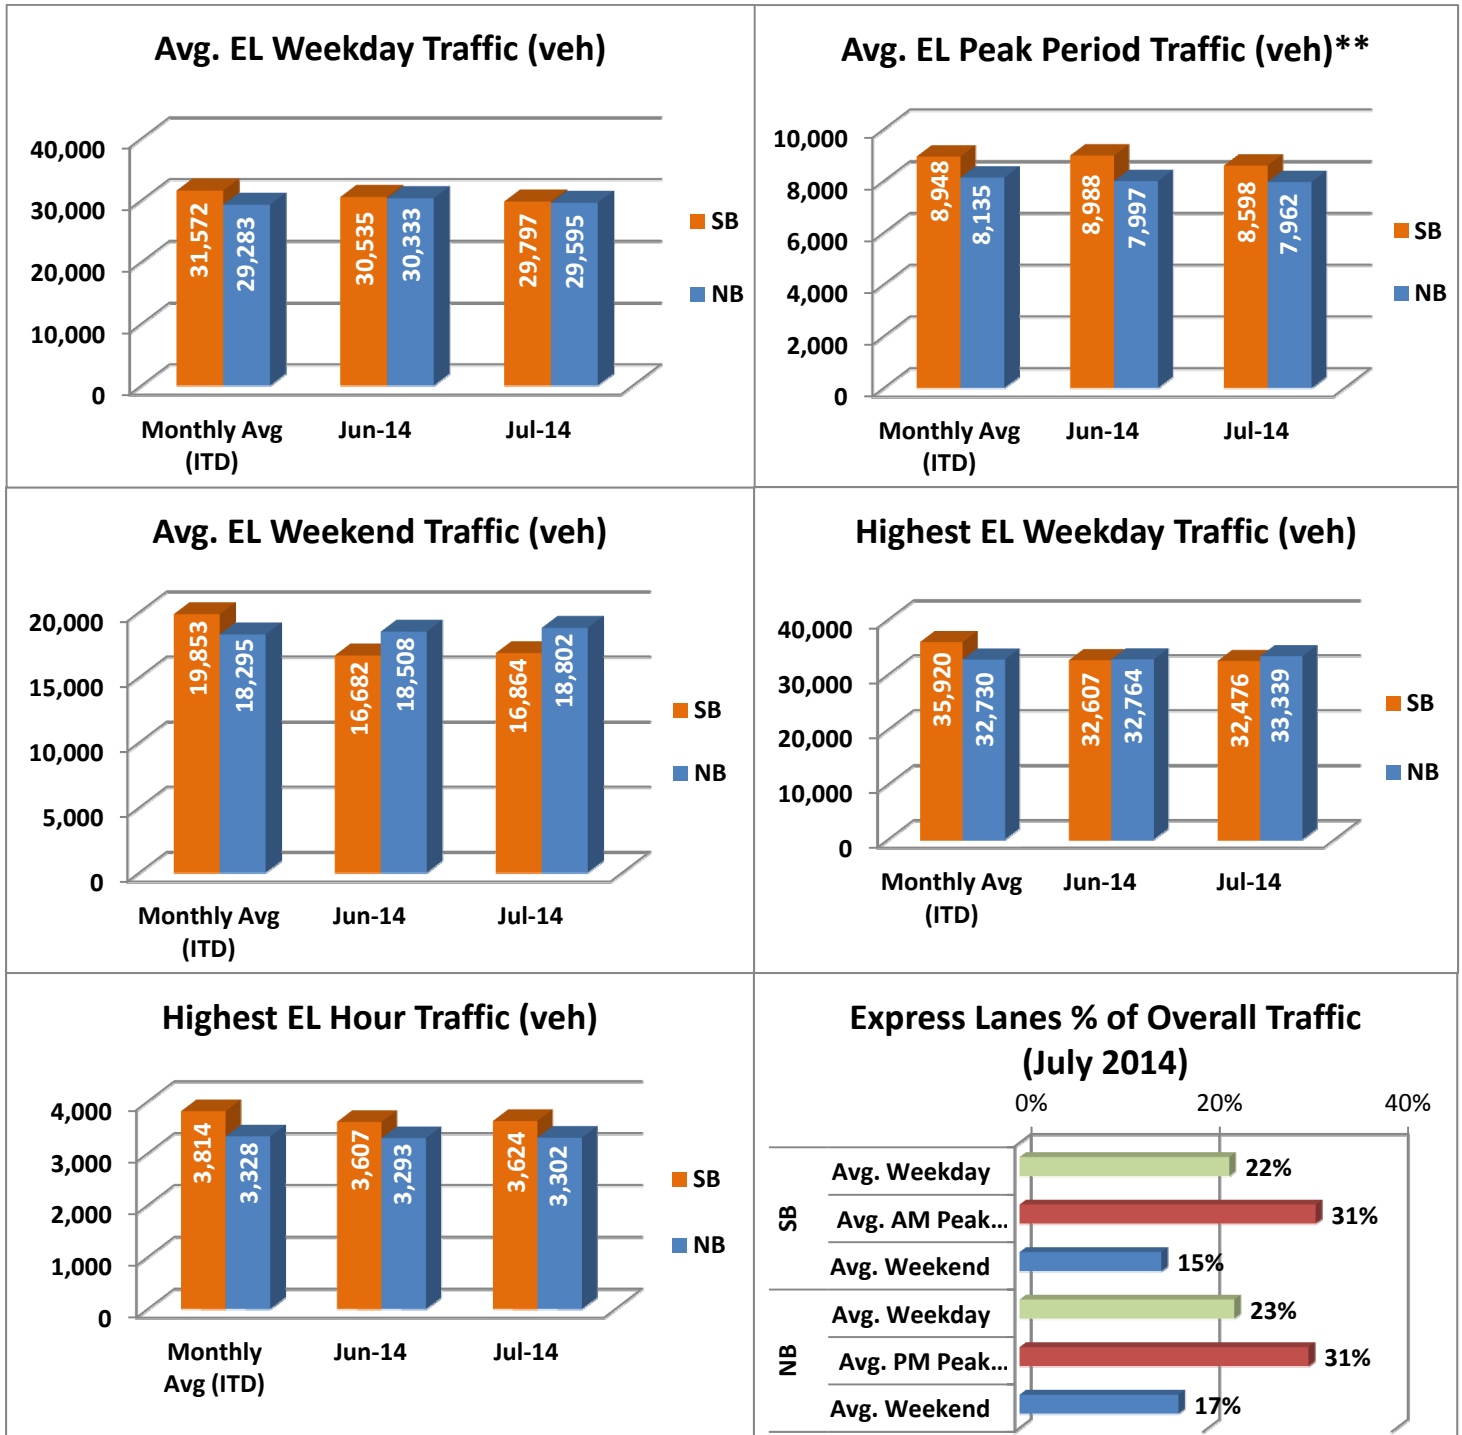 Avg. EL Weekday Traffic (veh)
40,000
30,000
20,000
10,000
0
31,572
29,283
30,535
30,333
29,797
29,595
SB
NB
Monthly Avg
(ITD)
Jun-14
Jul-14
Avg. EL Peak Period Traffic (veh)**
10,000
8,000
6,000
4,000
2,000
0
8,948
8,135
8,988
7,997
8,598
7,962
SB
NB
Monthly Avg
(ITD)
Jun-14
Jul-14
Avg. EL Weekend Traffic (veh)
20,000
15,000
10,000
5,000
0
19,853
18,295
16,682
18,508
16,864
18,802
SB
NB
Monthly Avg
(ITD)
Jun-14
Jul-14
Highest EL Weekday Traffic (veh)
40,000
30,000
20,000
10,000
0
35,920
32,730
32,607
32,764
32,476
33,339
SB
NB
Monthly Avg
(ITD)
Jun-14
Jul-14
Highest EL Hour Traffic (veh)
4,000
3,000
2,000
1,000
0
3,814
3,328
3,607
3,293
3,624
3,302
SB
NB
Monthly
Avg (ITD)
Jun-14
Jul-14
Express Lanes % of Overall Traffic
(July 2014)
0% 20% 40%
SB
Avg. Weekday 22%
Avg. AM Peak... 31%
Avg. Weekend 15%
NB
Avg. Weekday 23%
Avg. PM Peak... 31%
Avg. Weekend 17%